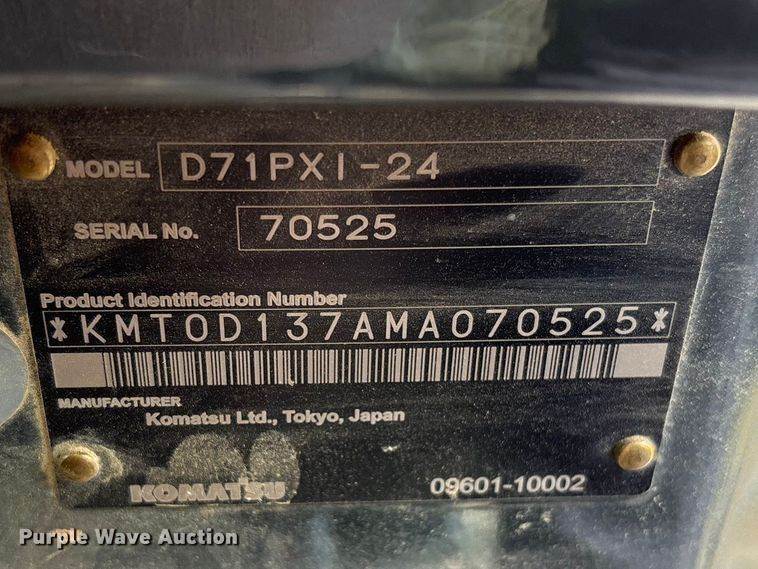 MODEL D71PXI-24
SERIAL No. 70525
Product Identification Number
*KMT0D137AMA070525*
MANUFACTURER
Komatsu Ltd., Tokyo, Japan
KOMATSU 09601-10002
Purple Wave Auction